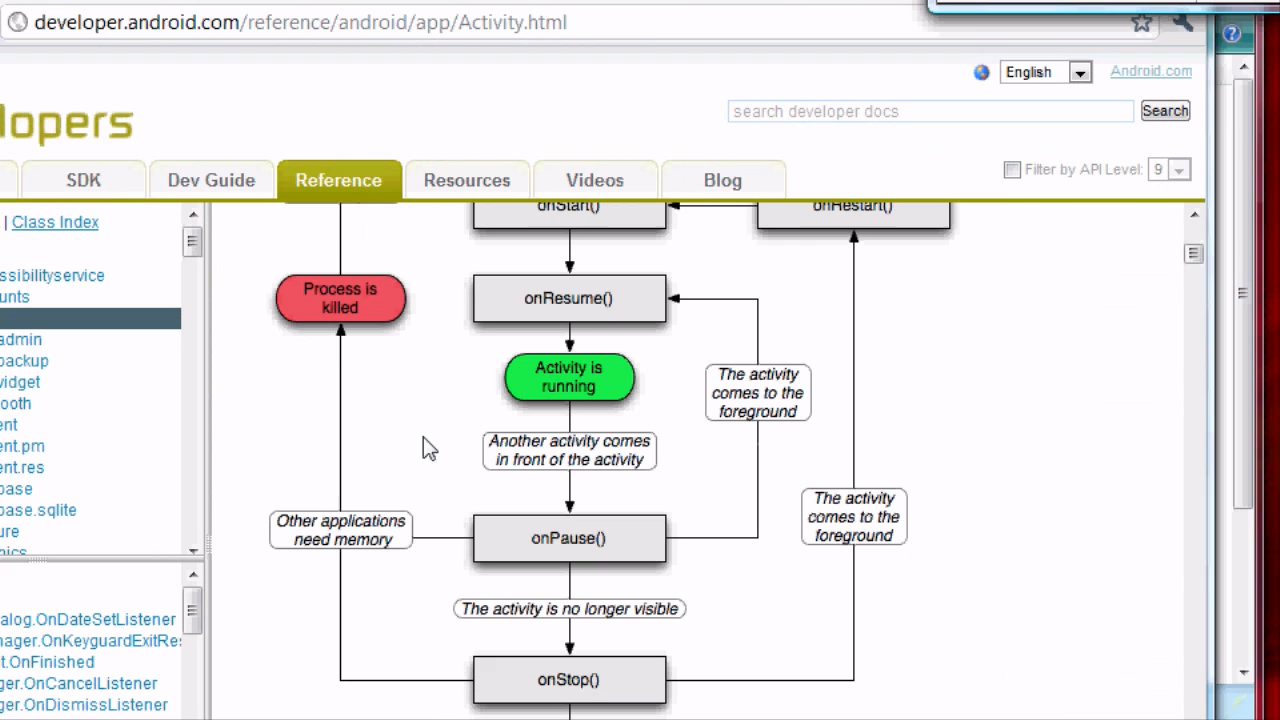 developer.android.com/reference/android/app/Activity.html
English
Android.com
lopers
search developer docs
Search
SDK
Dev Guide
Reference
Resources
Videos
Blog
Filter by API Level:
9
| Class Index
ssibilityservice
unts
admin
backup
widget
ooth
ent
ent.pm
ent.res
base
base.sqlite
ure
nics
alog.OnDateSetListener
nager.OnKeyguardExitRes
t.OnFinished
ger.OnCancelListener
ger.OnDismissListener
onStart()
onRestart()
Process is
killed
onResume()
Activity is
running
The activity
comes to the
foreground
Another activity comes
in front of the activity
The activity
comes to the
foreground
Other applications
need memory
onPause()
The activity is no longer visible
onStop()